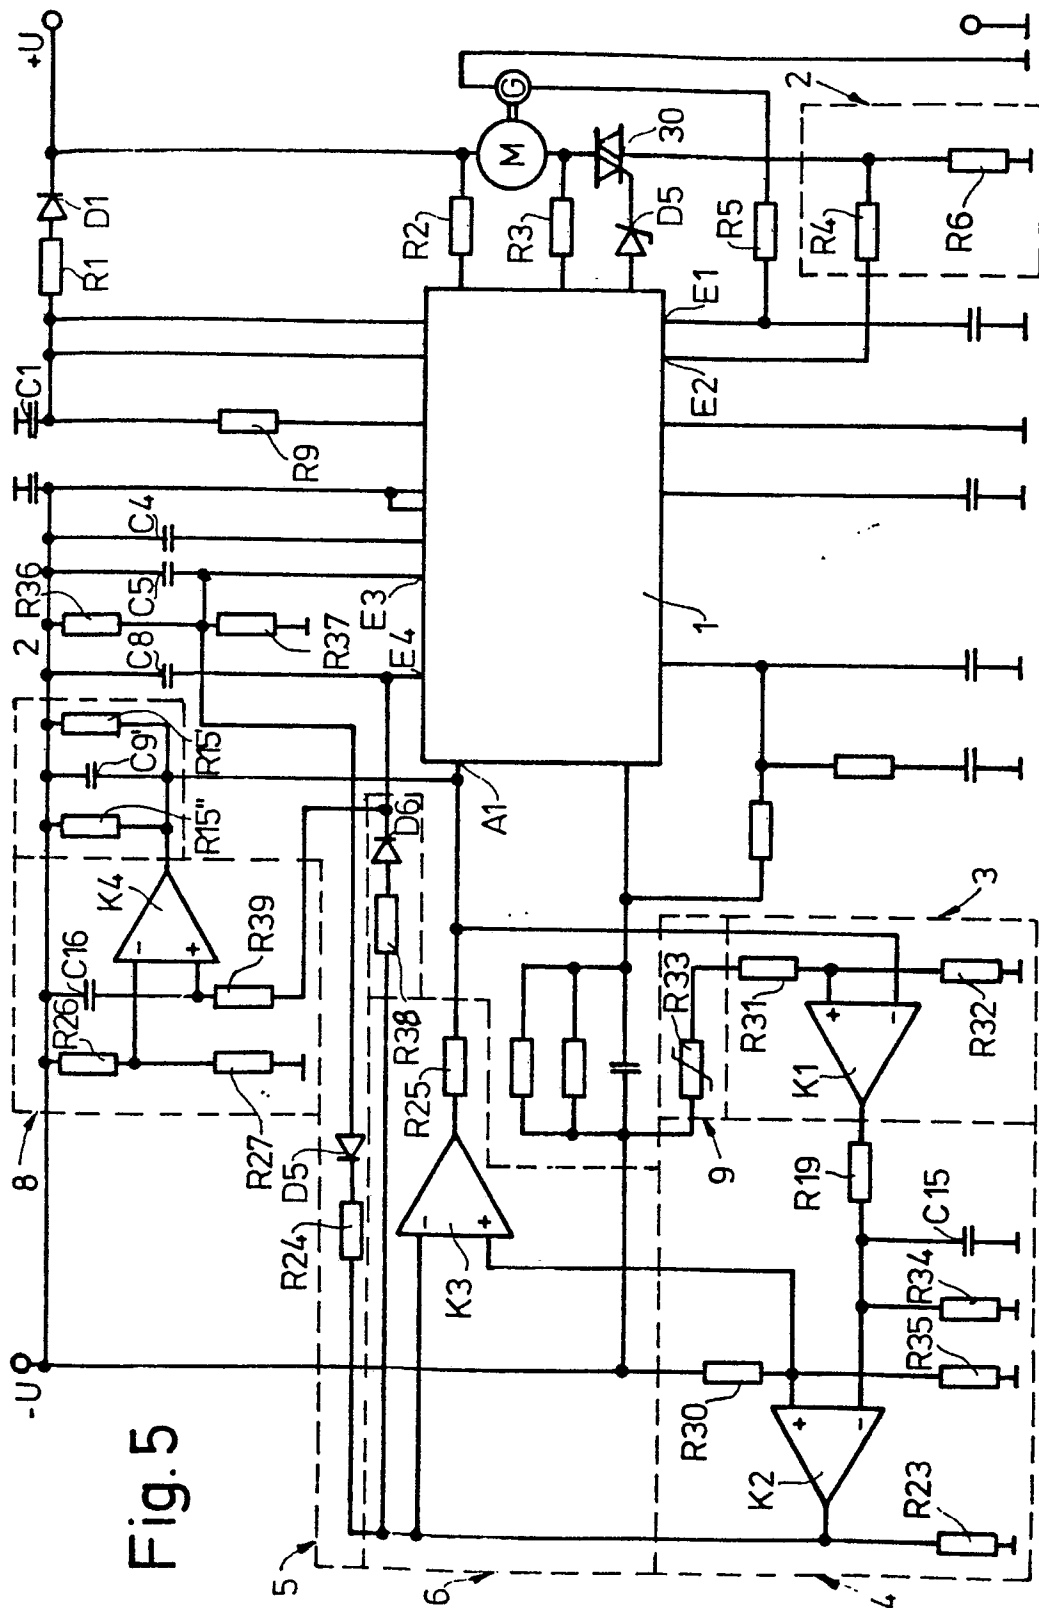 Fig.5
-U
+U
8
R26
C16
K4
R27
R39
R15"
C9'
R15'
2
C8
R36
C5
C4
C1
R1
D1
R37
R9
E3
E4
5
R24
D5
R38
D6
6
K3
R25
A1
1
R2
R3
M
G
30
D5
E2
E1
R5
R4
2
R6
9
R33
3
R31
R32
K1
R30
R19
C15
R34
R35
K2
R23
4